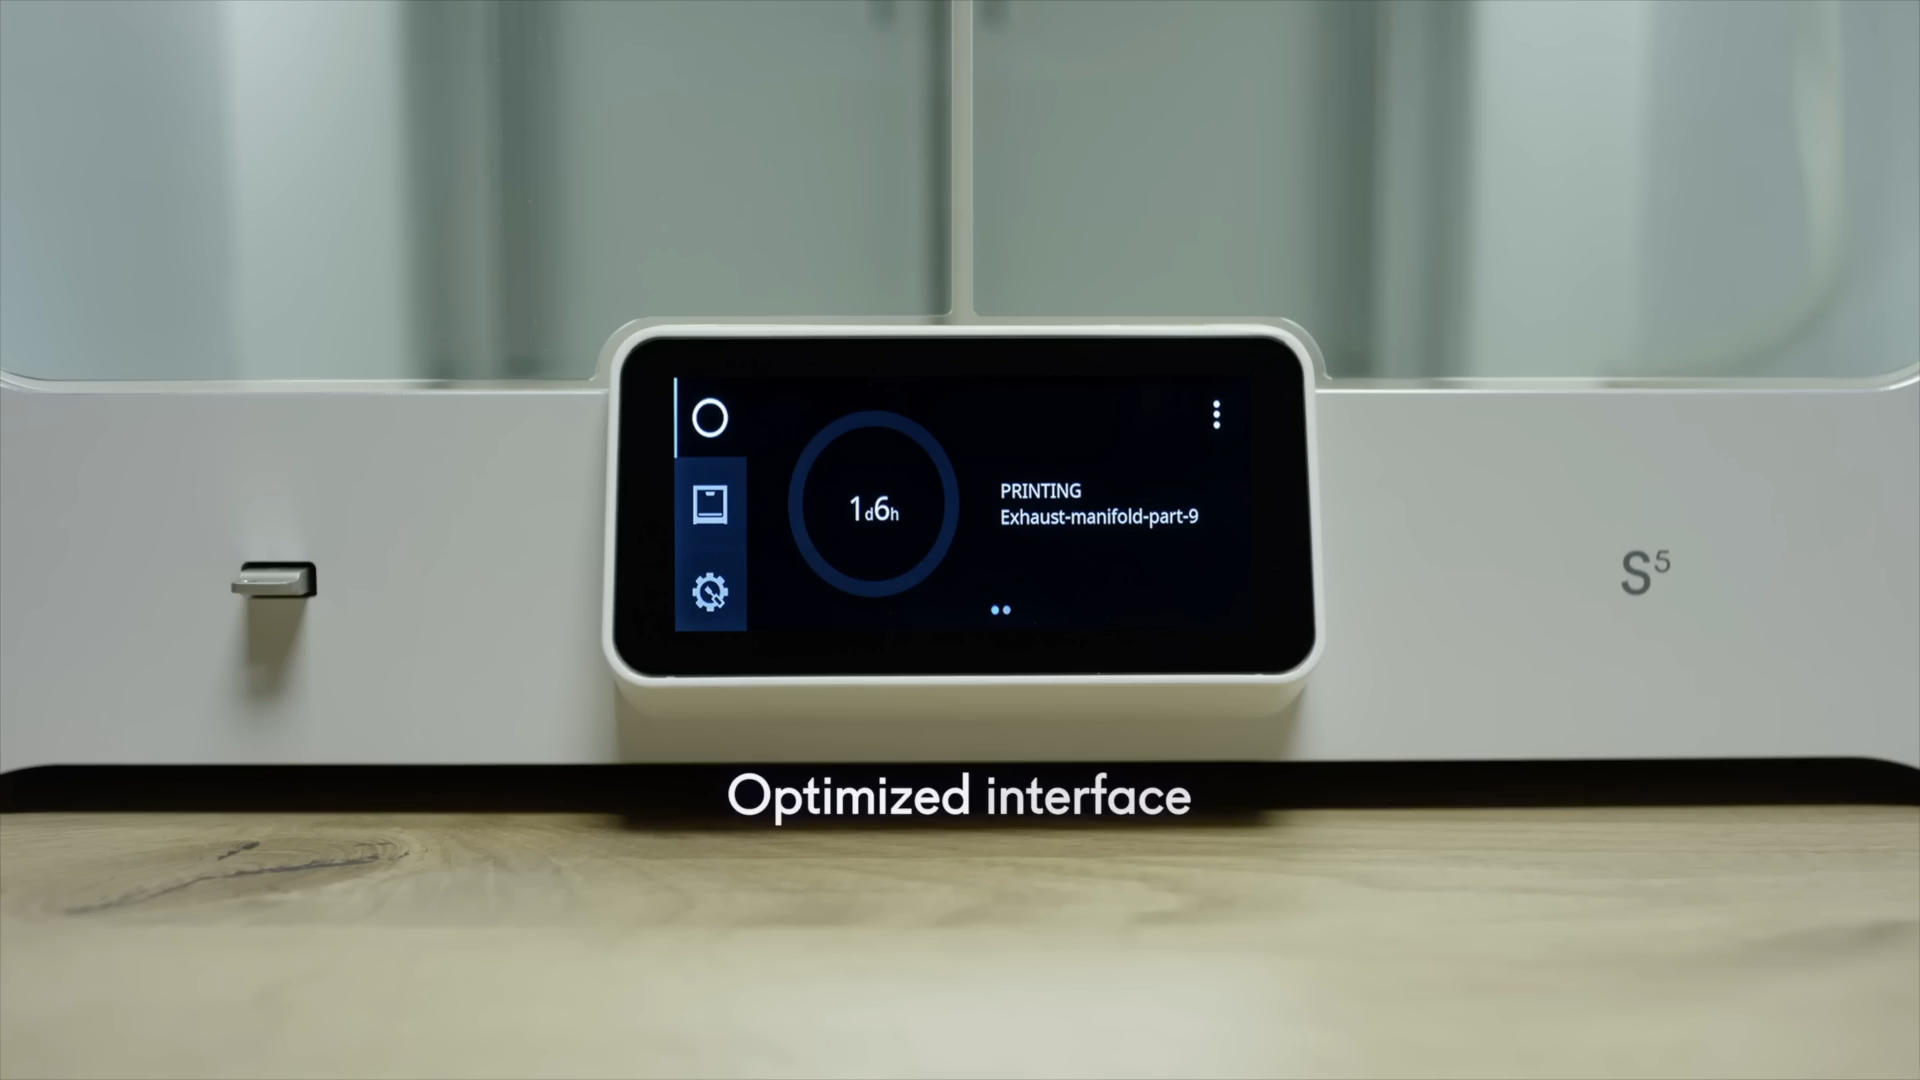 1d6h
PRINTING
Exhaust-manifold-part-9
S5
Optimized interface